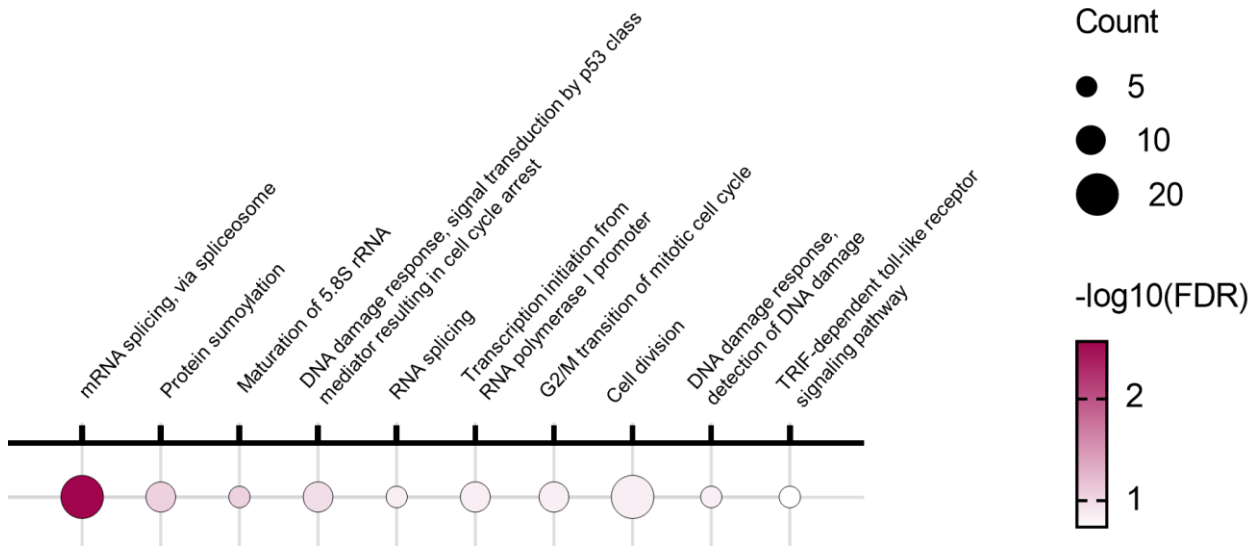 mRNA splicing, via spliceosome
Protein sumoylation
Maturation of 5.8S rRNA
DNA damage response, signal transduction by p53 class
mediator resulting in cell cycle arrest
RNA splicing
Transcription initiation from
RNA polymerase I promoter
G2/M transition of mitotic cell cycle
Cell division
DNA damage response,
detection of DNA damage
TRIF-dependent toll-like receptor
signaling pathway
Count
5
10
20
-log10(FDR)
2
1